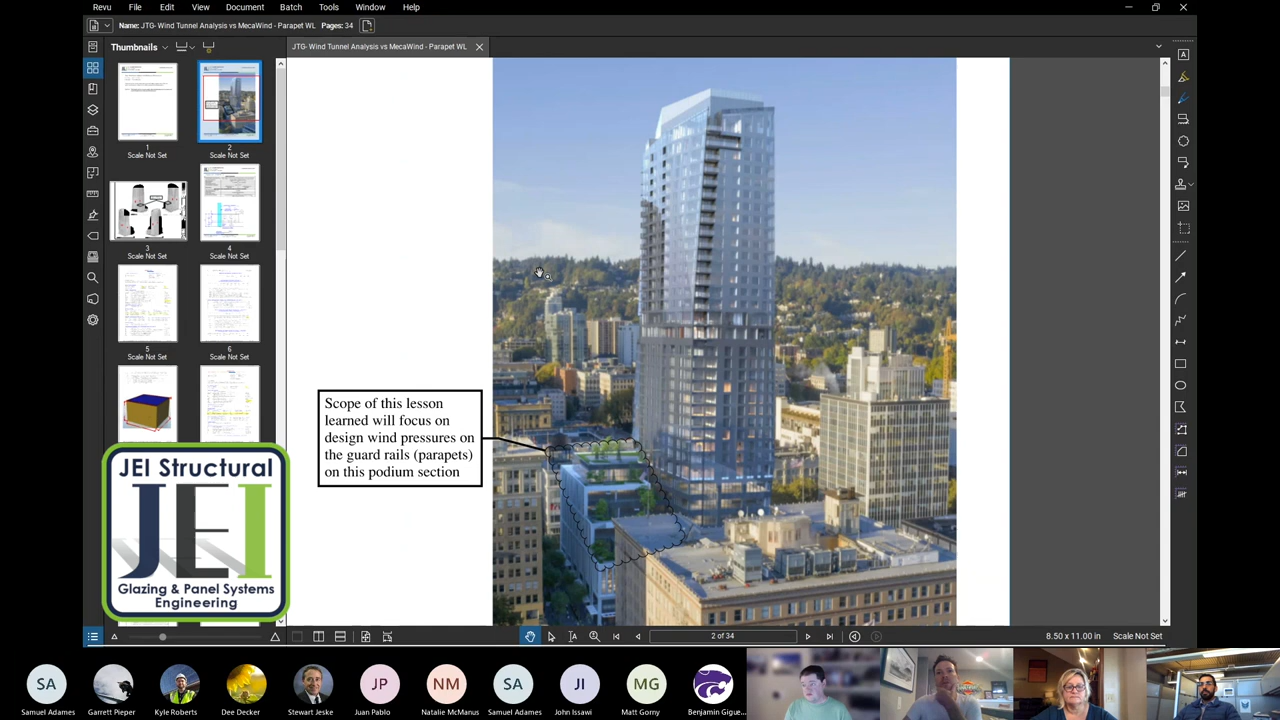 Revu File Edit View Document Batch Tools Window Help
Name: JTG- Wind Tunnel Analysis vs MecaWind - Parapet WL Pages: 34
Thumbnails
JTG- Wind Tunnel Analysis vs MecaWind - Parapet WL
1
Scale Not Set
2
Scale Not Set
3
Scale Not Set
4
Scale Not Set
5
Scale Not Set
6
Scale Not Set
Scope of the lesson
learned will focus on
design wind pressures on
the guard rails (parapets)
on this podium section
JEI Structural
JEI
Glazing & Panel Systems
Engineering
2 of 34
8.50 x 11.00 in
Scale Not Set
SA
JP
NM
SA
JI
MG
Samuel Adames
Garrett Pieper
Kyle Roberts
Dee Decker
Stewart Jeske
Juan Pablo
Natalie McManus
Samuel Adames
John Isawi
Matt Gorny
Benjamin Gigue...